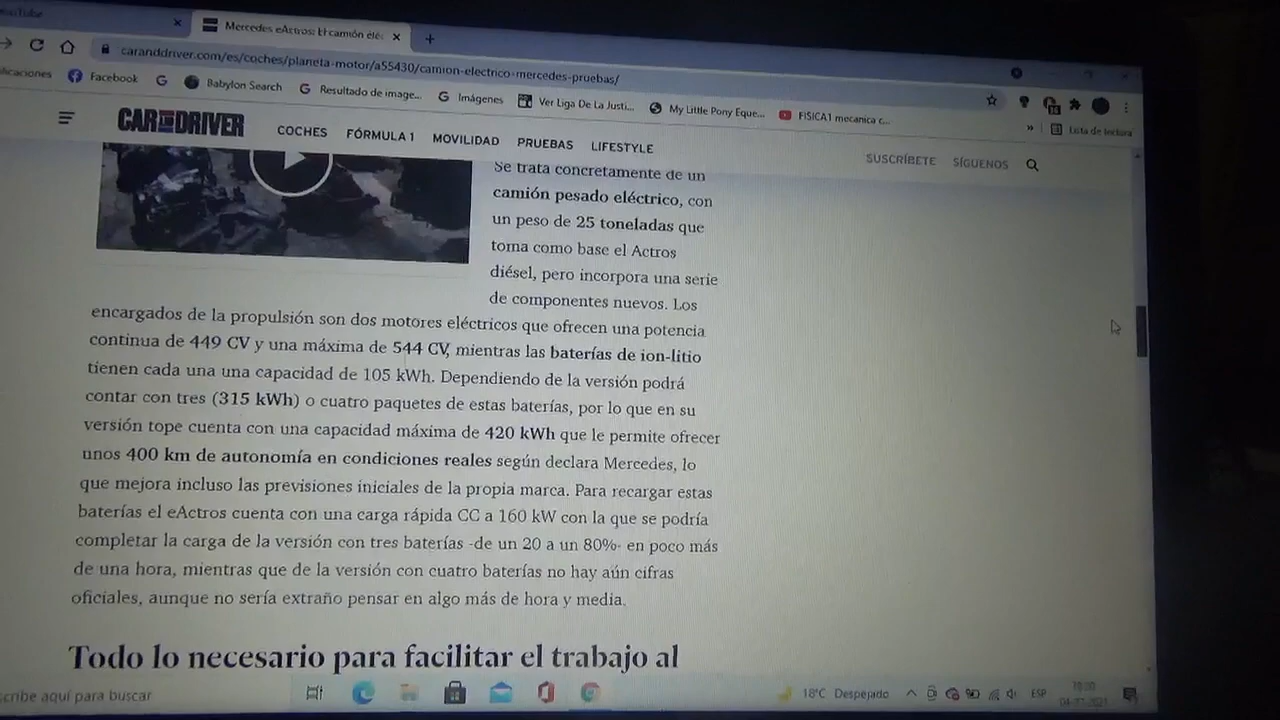 Mercedes eActros: El camión eléc
caranddriver.com/es/coches/planeta-motor/a55430/camion-electrico-mercedes-pruebas/
Facebook
Babylon Search
Resultado de image...
Imágenes
Ver Liga De La Justi...
My Little Pony Eque...
FISICA1 mecanica c...
» Lista de lectura
CAR AND DRIVER
COCHES
FÓRMULA 1
MOVILIDAD
PRUEBAS
LIFESTYLE
SUSCRÍBETE
SÍGUENOS
Se trata concretamente de un
camión pesado eléctrico, con
un peso de 25 toneladas que
toma como base el Actros
diésel, pero incorpora una serie
de componentes nuevos. Los
encargados de la propulsión son dos motores eléctricos que ofrecen una potencia
continua de 449 CV y una máxima de 544 CV, mientras las baterías de ion-litio
tienen cada una una capacidad de 105 kWh. Dependiendo de la versión podrá
contar con tres (315 kWh) o cuatro paquetes de estas baterías, por lo que en su
versión tope cuenta con una capacidad máxima de 420 kWh que le permite ofrecer
unos 400 km de autonomía en condiciones reales según declara Mercedes, lo
que mejora incluso las previsiones iniciales de la propia marca. Para recargar estas
baterías el eActros cuenta con una carga rápida CC a 160 kW con la que se podría
completar la carga de la versión con tres baterías -de un 20 a un 80%- en poco más
de una hora, mientras que de la versión con cuatro baterías no hay aún cifras
oficiales, aunque no sería extraño pensar en algo más de hora y media.
Todo lo necesario para facilitar el trabajo al
scribe aquí para buscar
18°C Despejado
ESP